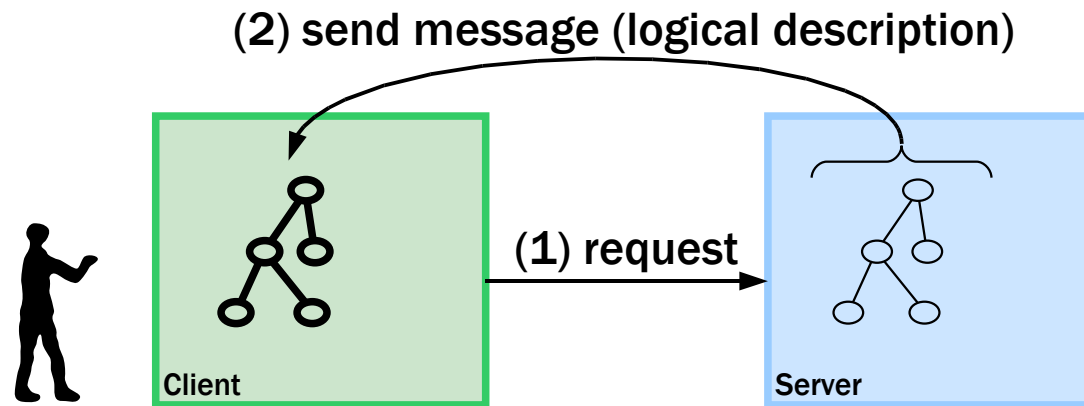 (2) send message (logical description)
(1) request
Client
Server